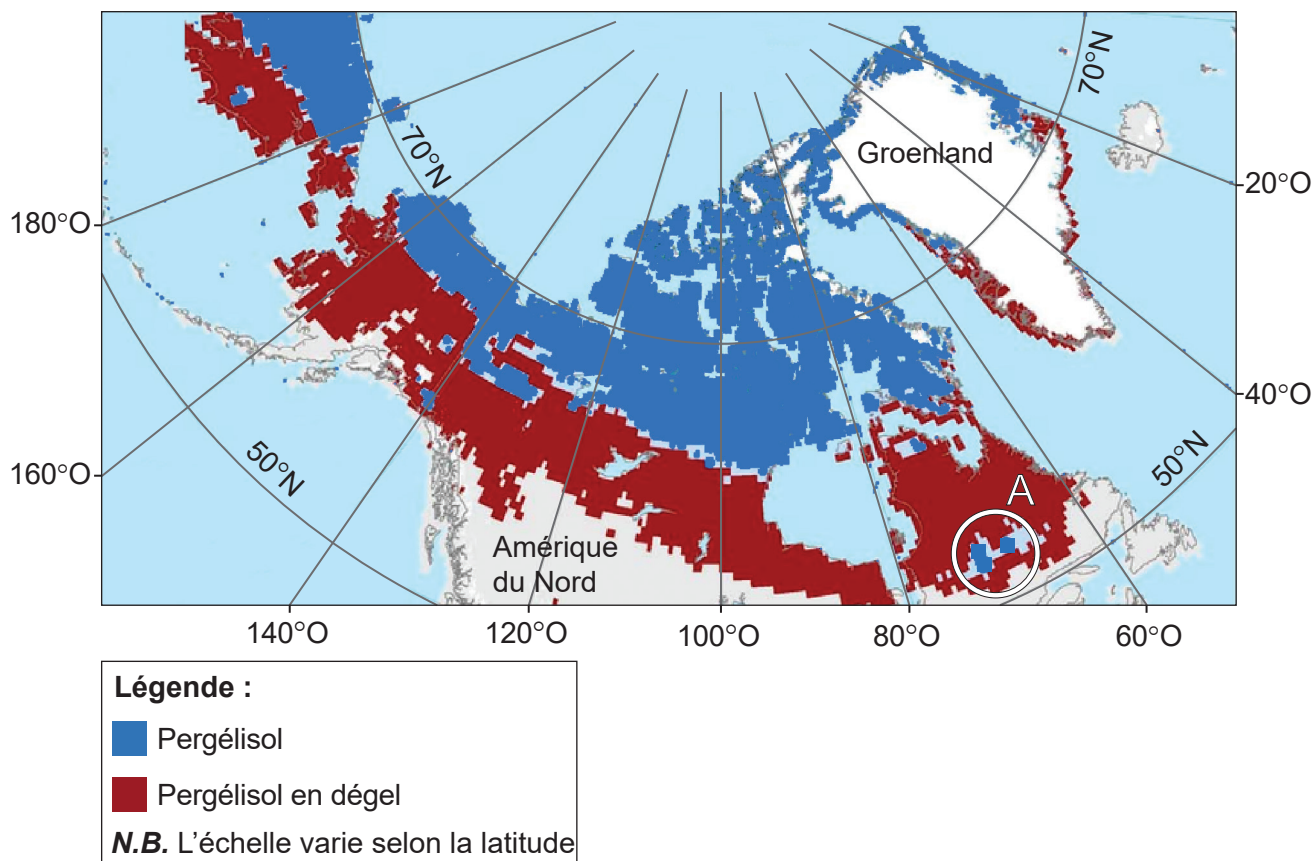 70°N
Groenland
70°N
180°O
20°O
40°O
160°O
50°N
50°N
A
Amérique
du Nord
140°O
120°O
100°O
80°O
60°O
Légende :
Pergélisol
Pergélisol en dégel
N.B. L'échelle varie selon la latitude